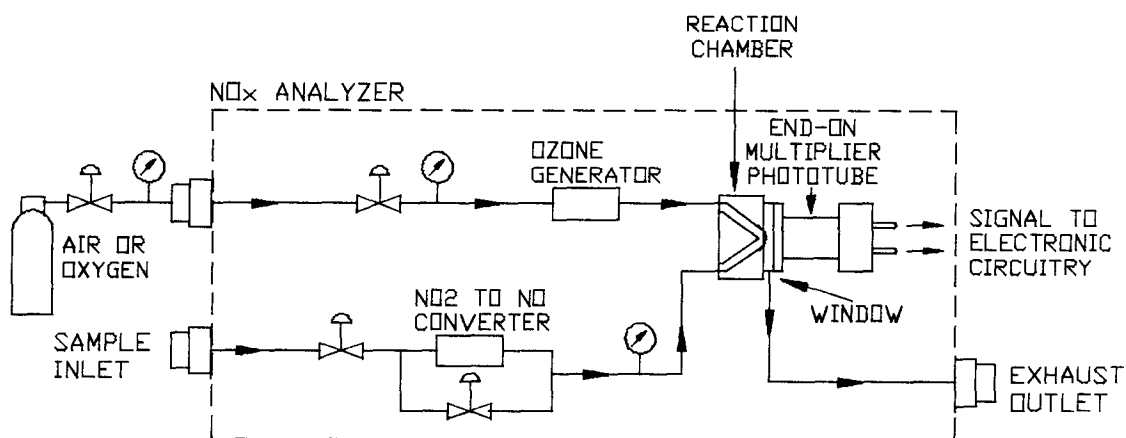 REACTION
CHAMBER
NOx ANALYZER
END-ON
MULTIPLIER
PHOTOTUBE
OZONE
GENERATOR
AIR OR
OXYGEN
SIGNAL TO
ELECTRONIC
CIRCUITRY
NO2 TO NO
CONVERTER
WINDOW
SAMPLE
INLET
EXHAUST
OUTLET